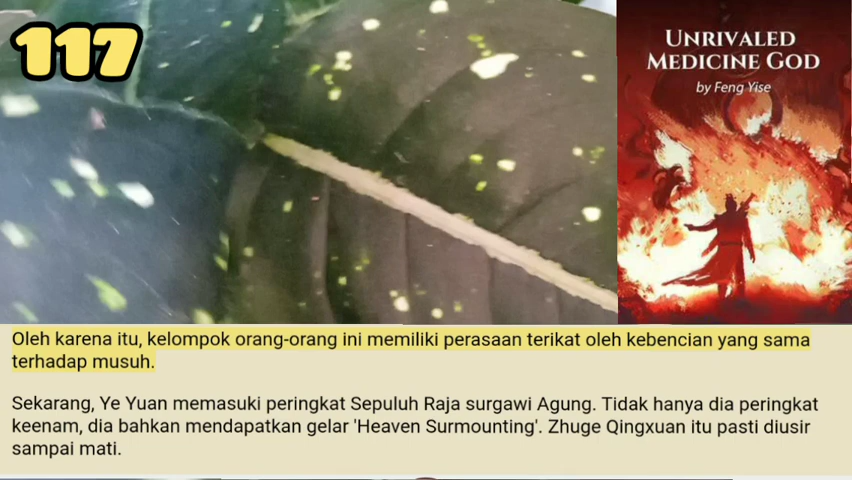 117
UNRIVALED
MEDICINE GOD
by Feng Yise
Oleh karena itu, kelompok orang-orang ini memiliki perasaan terikat oleh kebencian yang sama
terhadap musuh.
Sekarang, Ye Yuan memasuki peringkat Sepuluh Raja surgawi Agung. Tidak hanya dia peringkat
keenam, dia bahkan mendapatkan gelar 'Heaven Surmounting'. Zhuge Qingxuan itu pasti diusir
sampai mati.